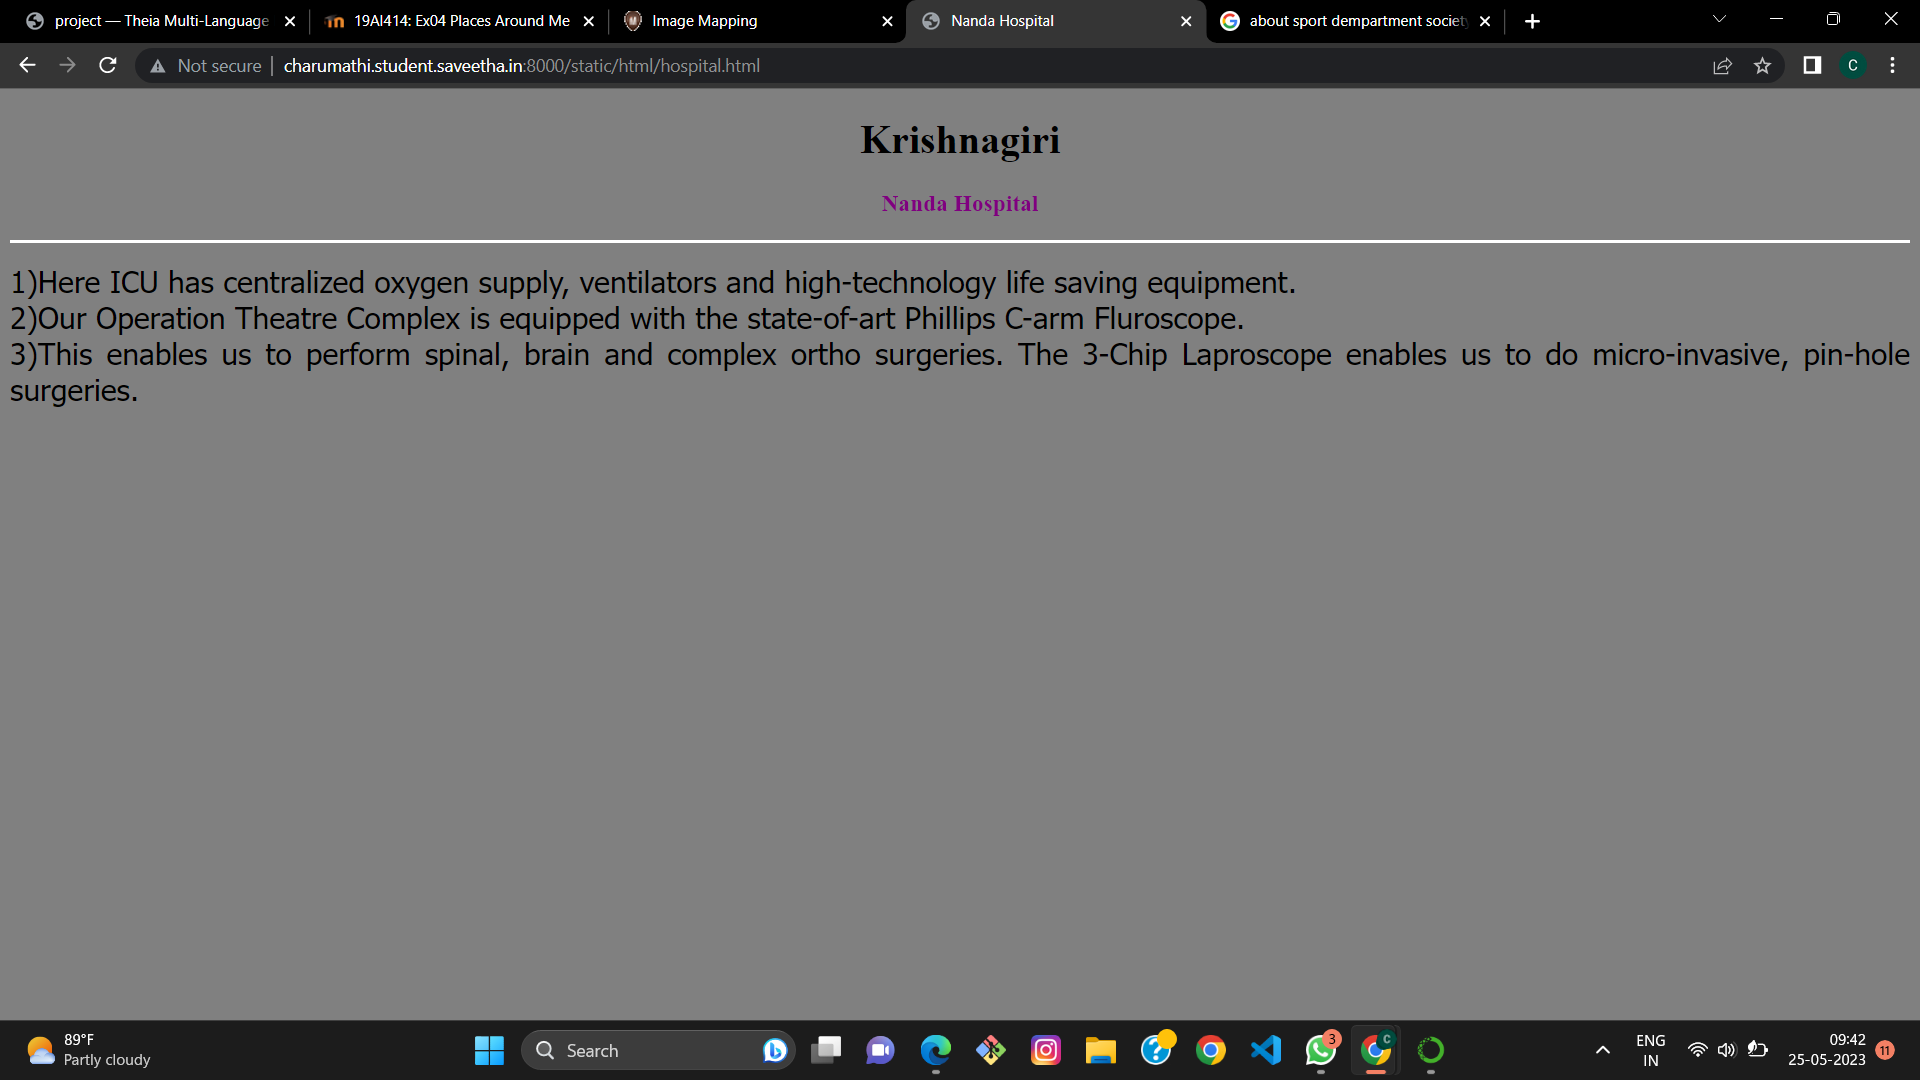 project — Theia Multi-Language
19AI414: Ex04 Places Around Me
Image Mapping
Nanda Hospital
about sport dempartment society
Not secure
charumathi.student.saveetha.in:8000/static/html/hospital.html
C
Krishnagiri
Nanda Hospital
1)Here ICU has centralized oxygen supply, ventilators and high-technology life saving equipment.
2)Our Operation Theatre Complex is equipped with the state-of-art Phillips C-arm Fluroscope.
3)This enables us to perform spinal, brain and complex ortho surgeries. The 3-Chip Laproscope enables us to do micro-invasive, pin-hole
surgeries.
89°F
Partly cloudy
Search
3
C
ENG
IN
09:42
25-05-2023
11